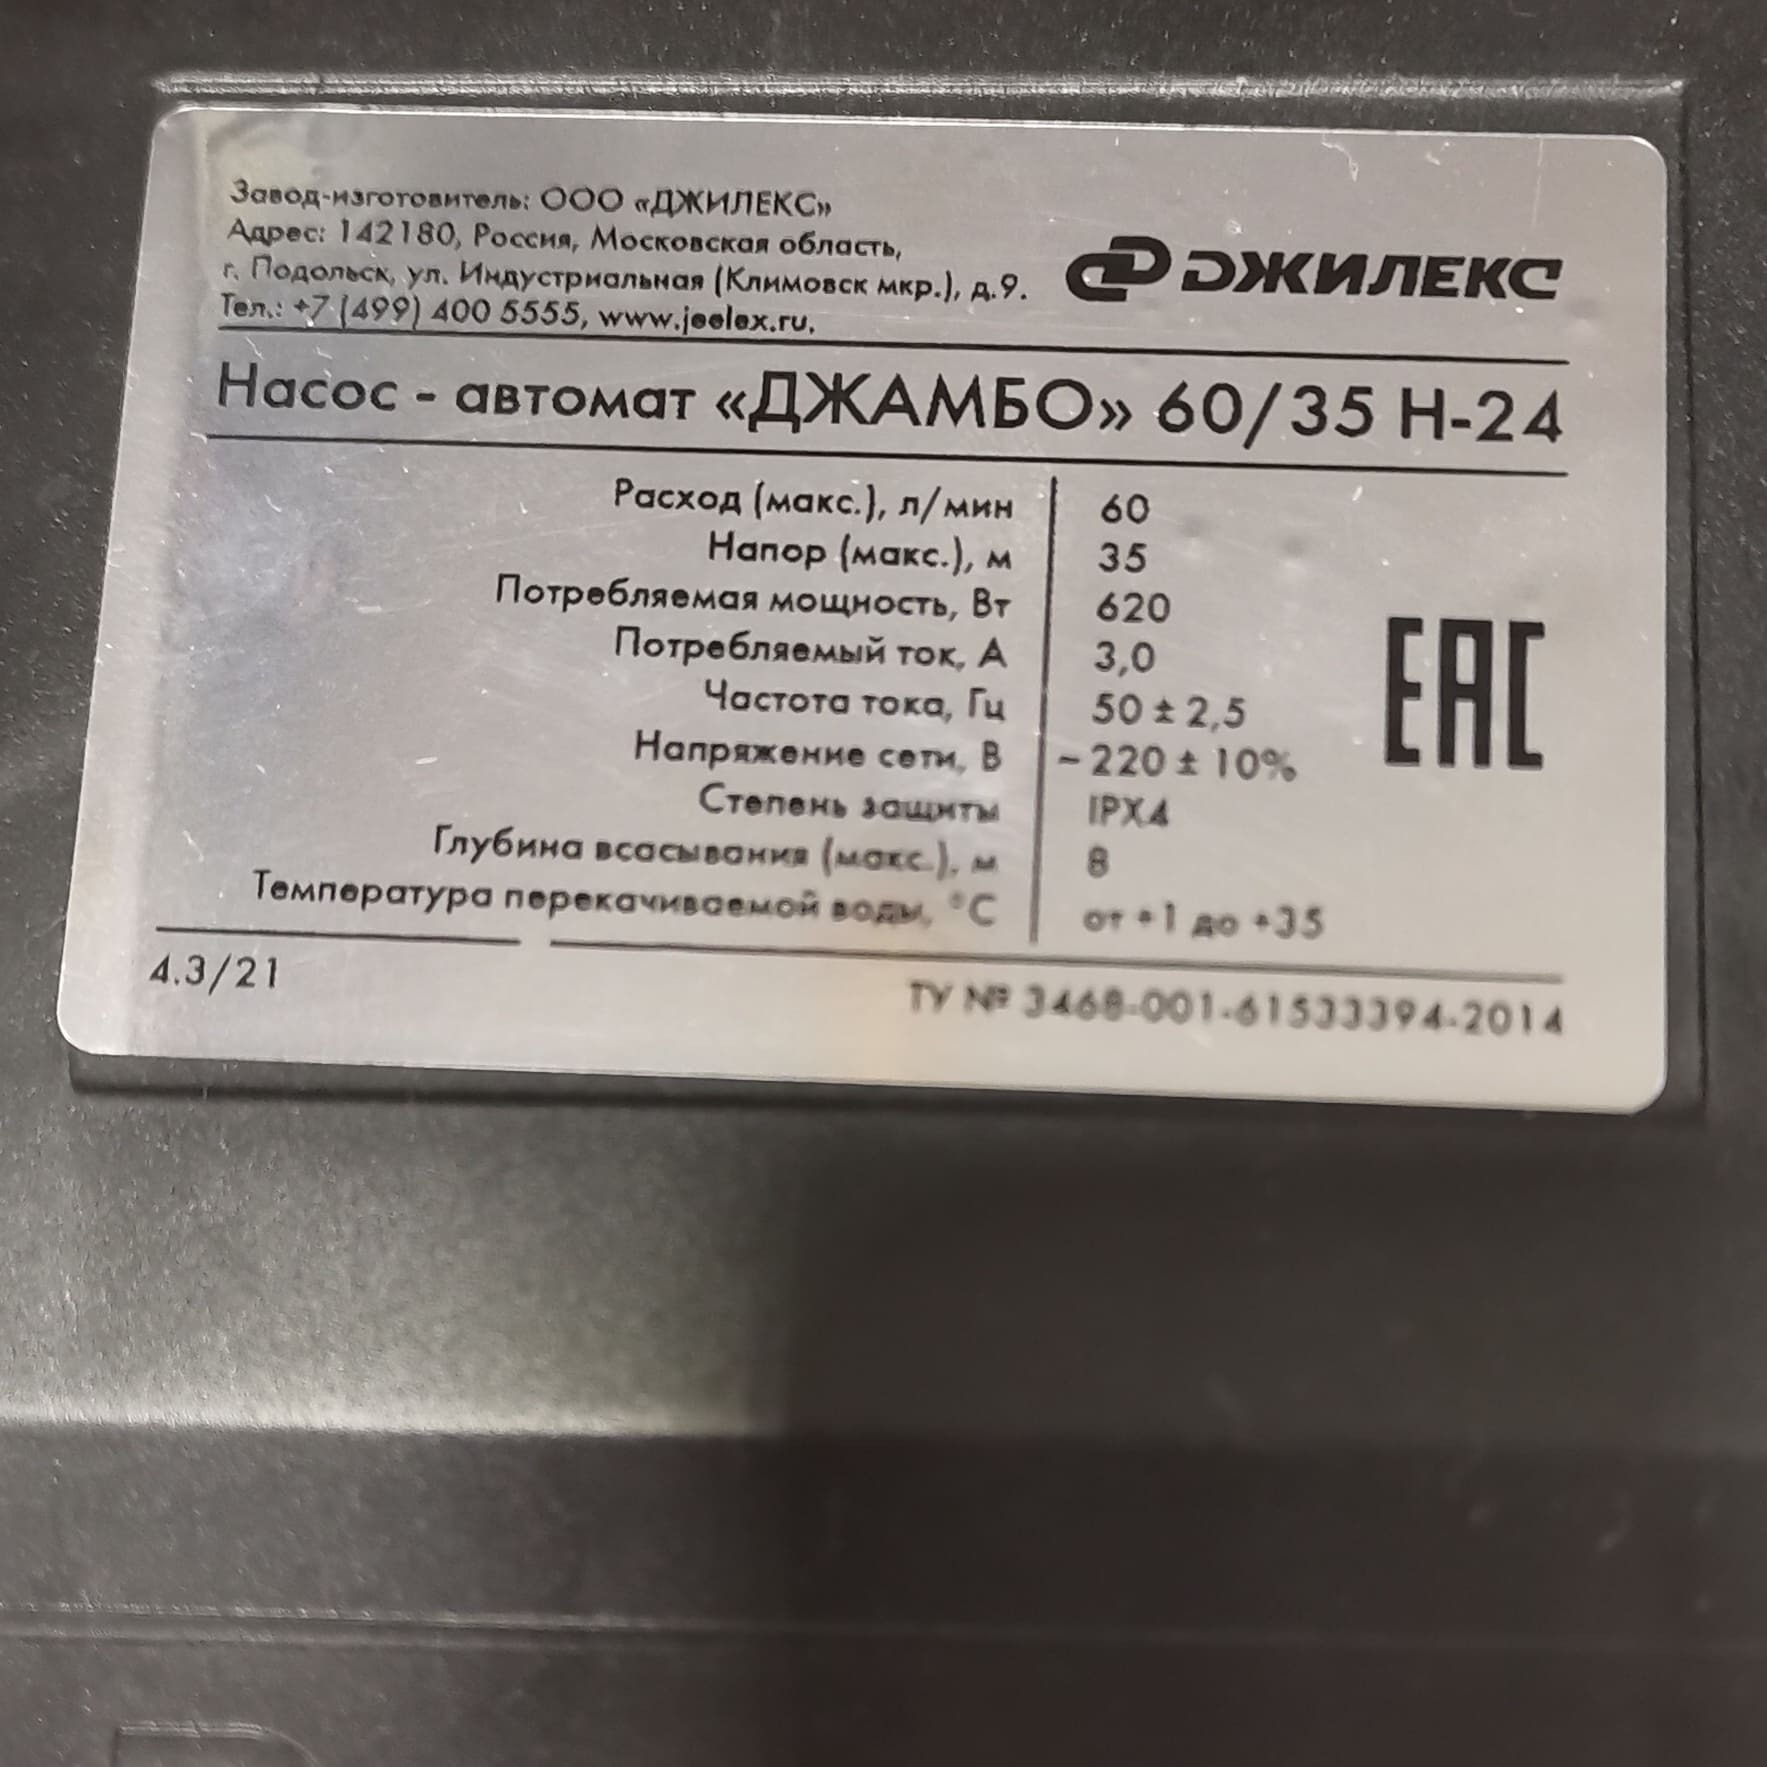 Завод-изготовитель: ООО «ДЖИЛЕКС»
Адрес: 142180, Россия, Московская область,
г. Подольск, ул. Индустриальная (Климовск мкр.), д.9.
Тел.: +7 (499) 400 5555, www.jeelex.ru,
ДЖИЛЕКС
Насос - автомат «ДЖАМБО» 60/35 Н-24
Расход (макс.), л/мин 60
Напор (макс.), м 35
Потребляемая мощность, Вт 620
Потребляемый ток, А 3,0
Частота тока, Гц 50 ± 2,5
Напряжение сети, В ~ 220 ± 10%
Степень защиты IPX4
Глубина всасывания (макс.), м 8
Температура перекачиваемой воды, °С от +1 до +35
EAC
4.3/21
ТУ № 3468-001-61533394-2014